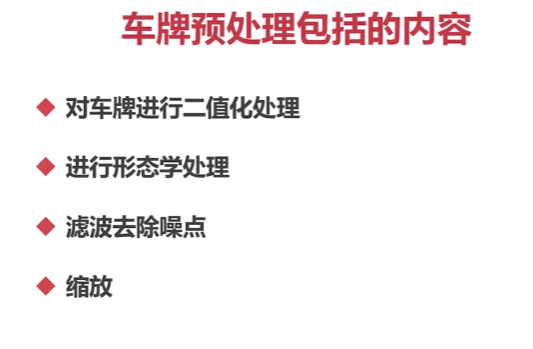 车牌预处理包括的内容
对车牌进行二值化处理
进行形态学处理
滤波去除噪点
缩放